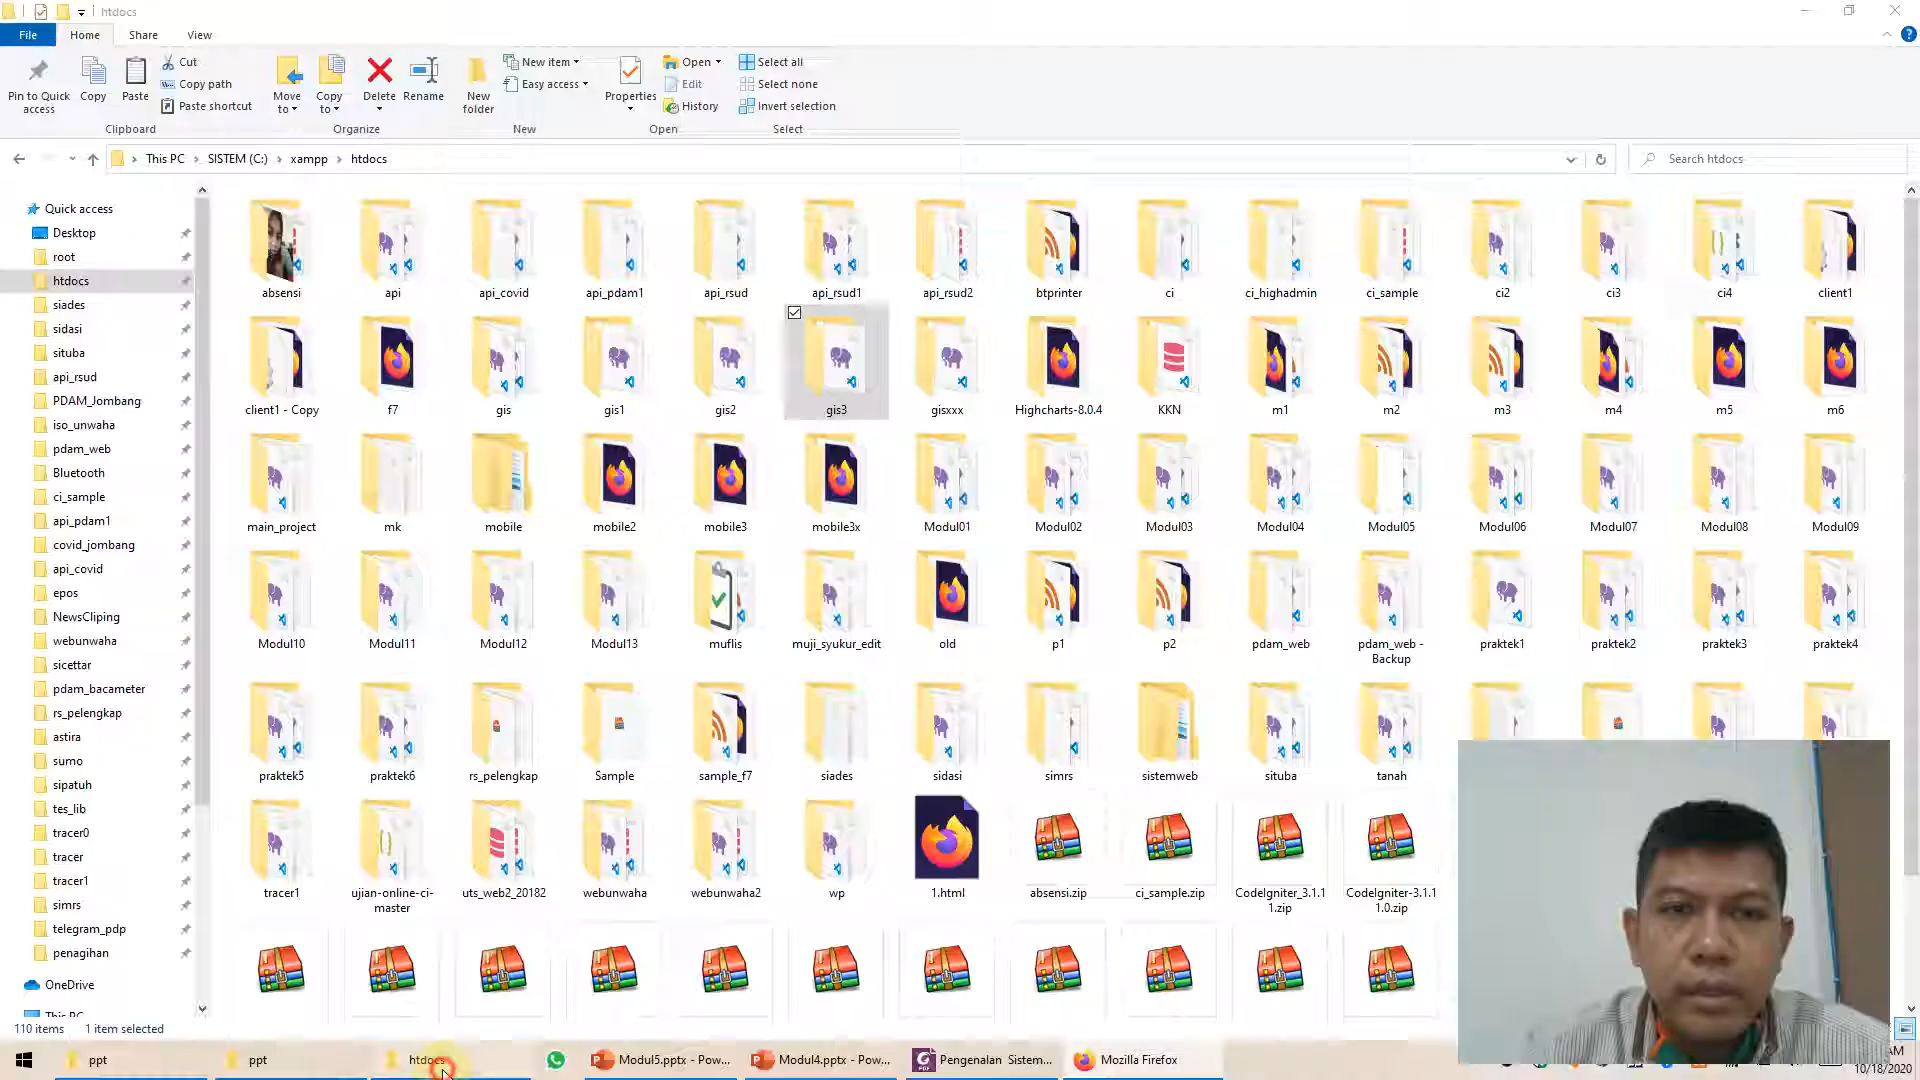 htdocs
File Home Share View
Pin to Quick access
Copy
Paste
Cut
Copy path
Paste shortcut
Clipboard
Move to
Copy to
Delete
Rename
Organize
New folder
New item
Easy access
New
Properties
Open
Edit
History
Open
Select all
Select none
Invert selection
Select
This PC > SISTEM (C:) > xampp > htdocs
Search htdocs
Quick access
Desktop
root
htdocs
siades
sidasi
situba
api_rsud
PDAM_Jombang
iso_unwaha
pdam_web
Bluetooth
ci_sample
api_pdam1
covid_jombang
api_covid
epos
NewsCliping
webunwaha
sicettar
pdam_bacameter
rs_pelengkap
astira
sumo
sipatuh
tes_lib
tracer0
tracer
tracer1
simrs
telegram_pdp
penagihan
OneDrive
This PC
absensi api api_covid api_pdam1 api_rsud api_rsud1 api_rsud2 btprinter ci ci_highadmin ci_sample ci2 ci3 ci4 client1
client1 - Copy f7 gis gis1 gis2 gis3 gisxxx Highcharts-8.0.4 KKN m1 m2 m3 m4 m5 m6
main_project mk mobile mobile2 mobile3 mobile3x Modul01 Modul02 Modul03 Modul04 Modul05 Modul06 Modul07 Modul08 Modul09
Modul10 Modul11 Modul12 Modul13 muflis muji_syukur_edit old p1 p2 pdam_web pdam_web - Backup praktek1 praktek2 praktek3 praktek4
praktek5 praktek6 rs_pelengkap Sample sample_f7 siades sidasi simrs sistemweb situba tanah
tracer1 ujian-online-ci-master uts_web2_20182 webunwaha webunwaha2 wp 1.html absensi.zip ci_sample.zip CodeIgniter_3.1.11.zip CodeIgniter-3.1.11.0.zip
110 items 1 item selected
ppt ppt htdocs Modul5.pptx - Pow... Modul4.pptx - Pow... Pengenalan Sistem... Mozilla Firefox
AM
10/18/2020